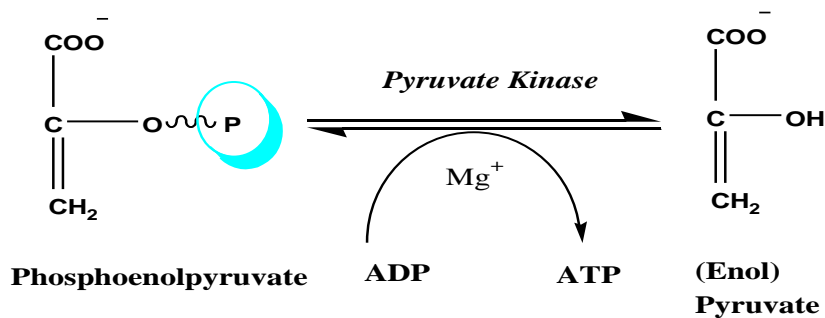 COO⁻
C
O
P
CH₂
Pyruvate Kinase
Mg⁺
COO⁻
C
OH
CH₂
Phosphoenolpyruvate
ADP
ATP
(Enol)
Pyruvate